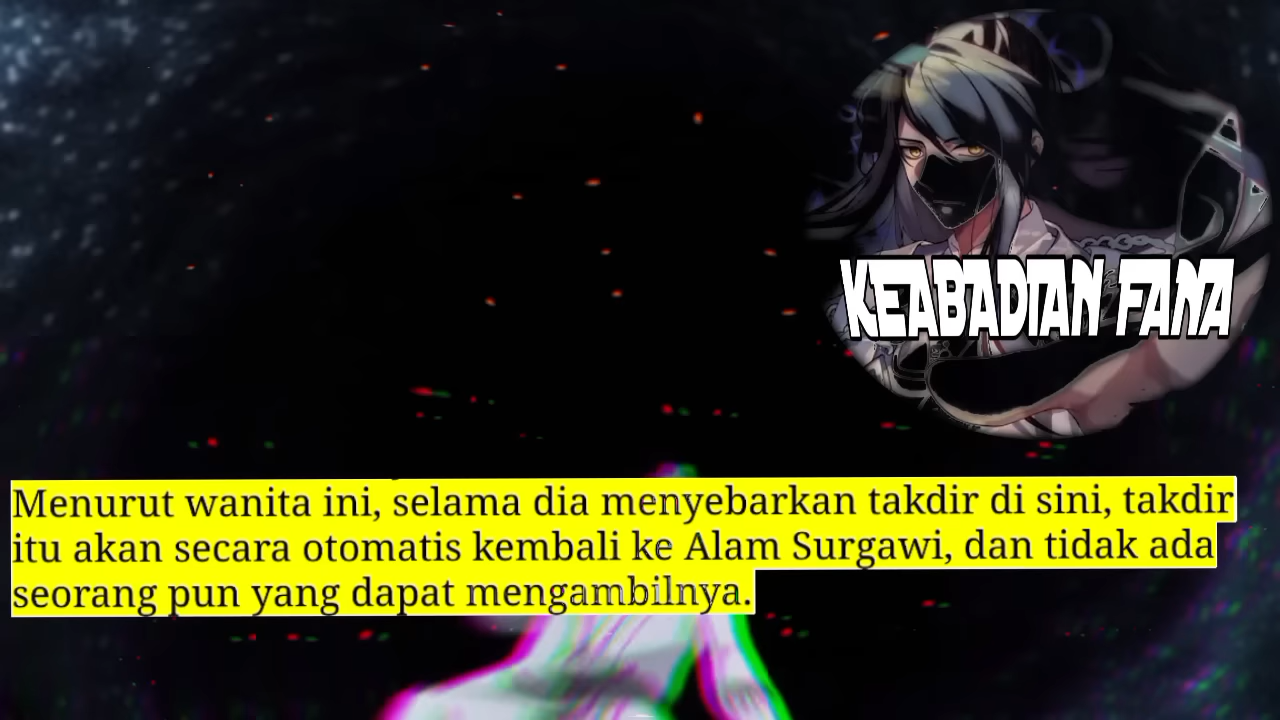 KEABADIAN FANA
Menurut wanita ini, selama dia menyebarkan takdir di sini, takdir
itu akan secara otomatis kembali ke Alam Surgawi, dan tidak ada
seorang pun yang dapat mengambilnya.